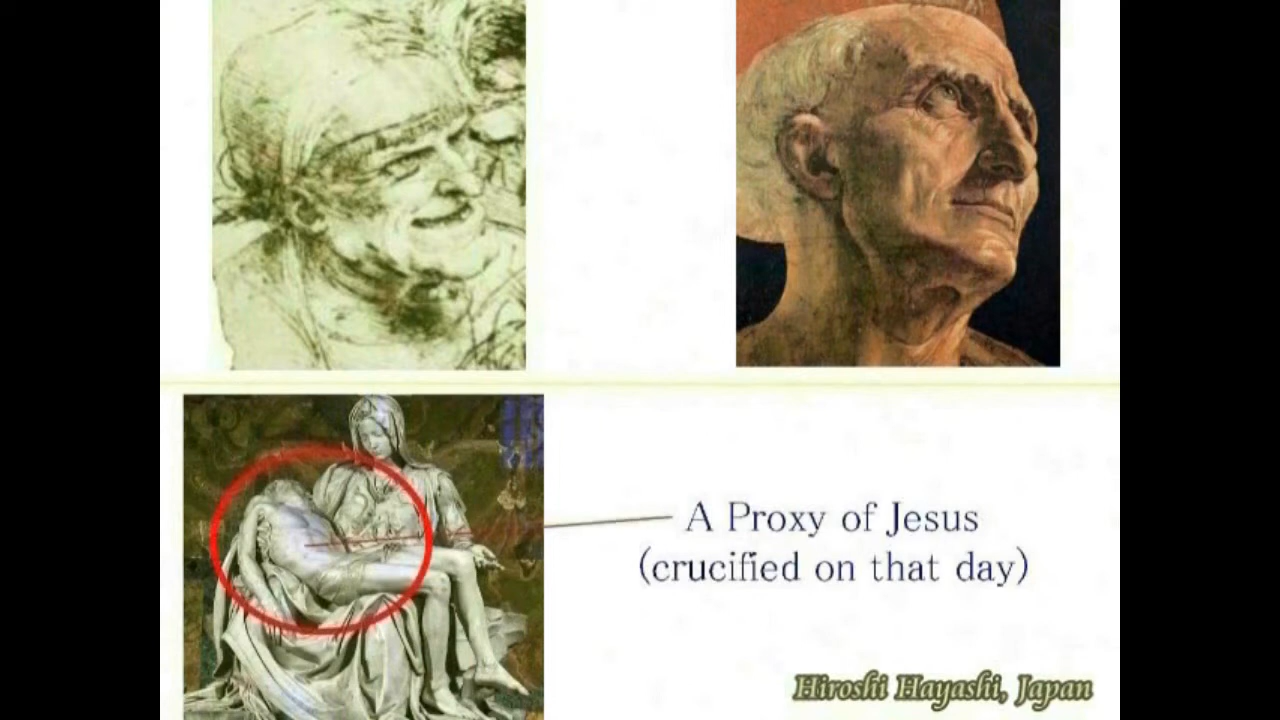 A Proxy of Jesus
(crucified on that day)
Hiroshi Hayashi, Japan